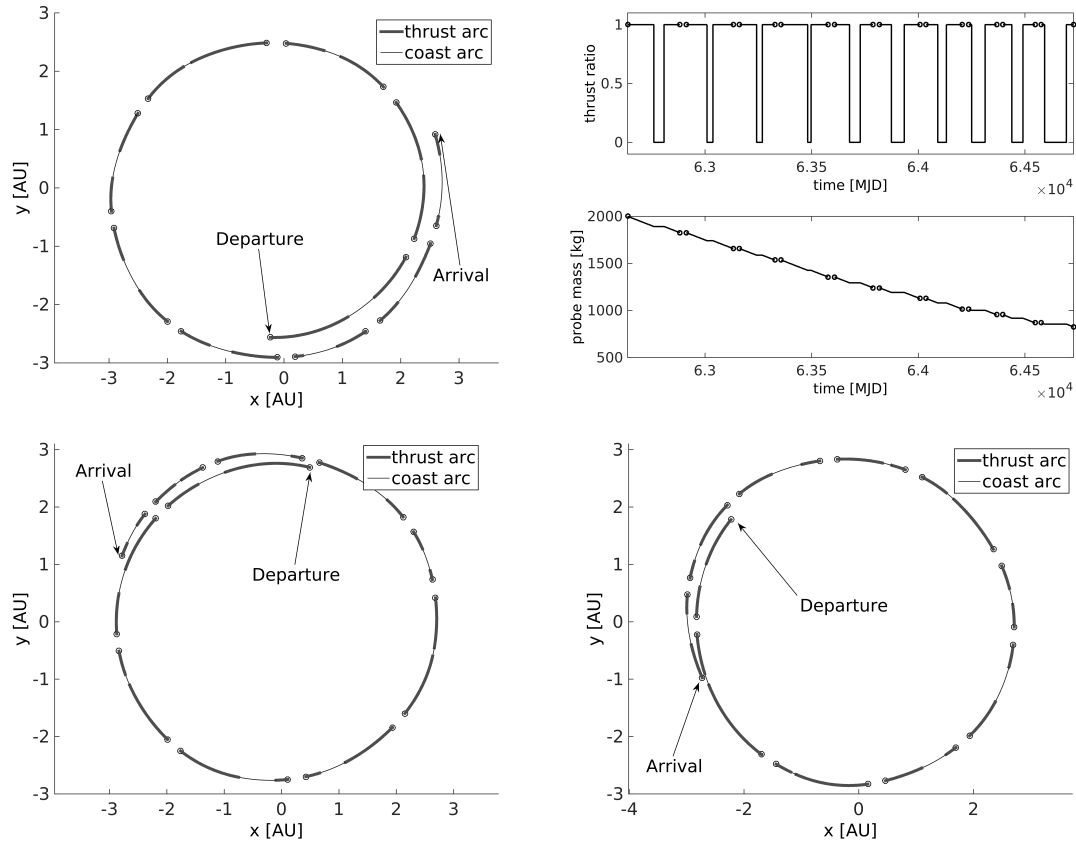 3
2
1
0
-1
-2
-3
y [AU]
thrust arc
coast arc
Departure
Arrival
-3 -2 -1 0 1 2 3
x [AU]
1
0.5
0
thrust ratio
6.3 6.35 6.4 6.45
time [MJD]
×10⁴
2000
1500
1000
500
probe mass [kg]
6.3 6.35 6.4 6.45
time [MJD]
×10⁴
3
2
1
0
-1
-2
-3
y [AU]
thrust arc
coast arc
Arrival
Departure
-3 -2 -1 0 1 2 3
x [AU]
3
2
1
0
-1
-2
-3
y [AU]
thrust arc
coast arc
Departure
Arrival
-4 -2 0 2
x [AU]